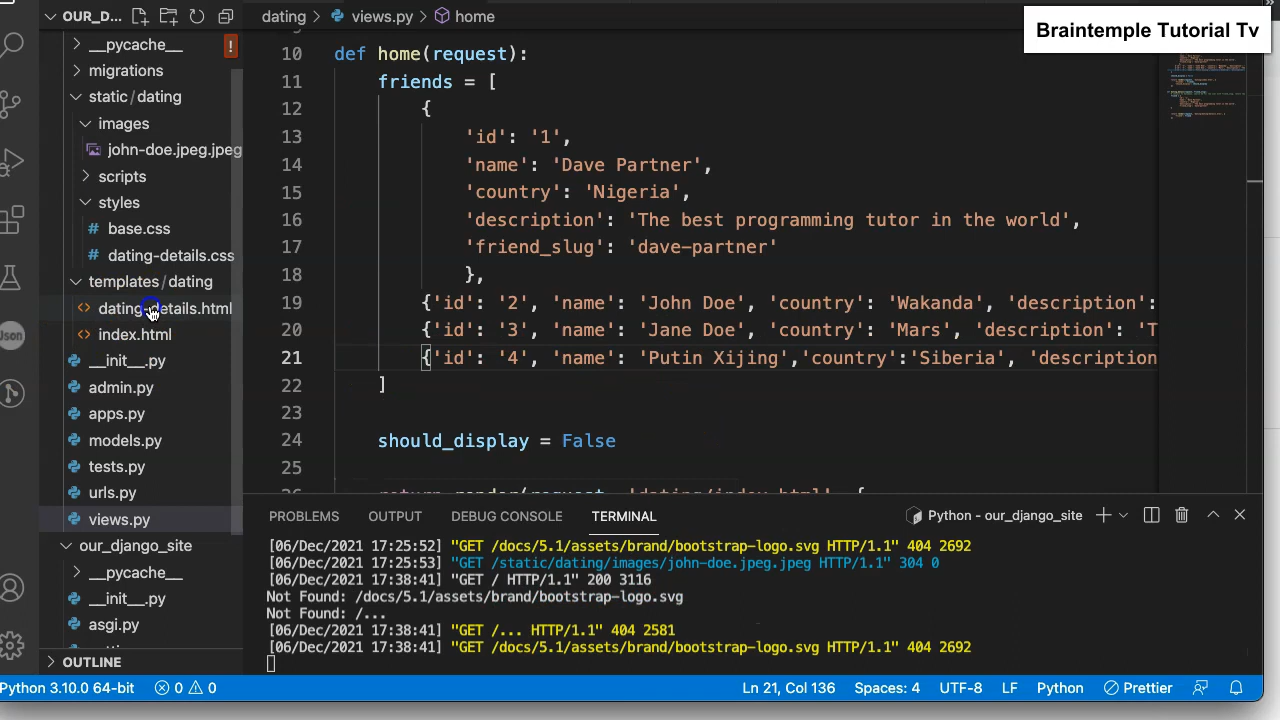 OUR_D...
dating > views.py > home
Braintemple Tutorial Tv
__pycache__
!
migrations
static/dating
images
john-doe.jpeg.jpeg
scripts
styles
base.css
dating-details.css
templates/dating
dating-details.html
index.html
__init__.py
admin.py
apps.py
models.py
tests.py
urls.py
views.py
our_django_site
__pycache__
__init__.py
asgi.py
OUTLINE
Json
10 def home(request):
11 friends = [
12 {
13 'id': '1',
14 'name': 'Dave Partner',
15 'country': 'Nigeria',
16 'description': 'The best programming tutor in the world',
17 'friend_slug': 'dave-partner'
18 },
19 {'id': '2', 'name': 'John Doe', 'country': 'Wakanda', 'description':
20 {'id': '3', 'name': 'Jane Doe', 'country': 'Mars', 'description': 'T
21 {'id': '4', 'name': 'Putin Xijing','country':'Siberia', 'description
22 ]
23
24 should_display = False
25
26 return render(request, 'dating/index.html', {
PROBLEMS OUTPUT DEBUG CONSOLE TERMINAL Python - our_django_site
[06/Dec/2021 17:25:52] "GET /docs/5.1/assets/brand/bootstrap-logo.svg HTTP/1.1" 404 2692
[06/Dec/2021 17:25:53] "GET /static/dating/images/john-doe.jpeg.jpeg HTTP/1.1" 304 0
[06/Dec/2021 17:38:41] "GET / HTTP/1.1" 200 3116
Not Found: /docs/5.1/assets/brand/bootstrap-logo.svg
Not Found: /...
[06/Dec/2021 17:38:41] "GET /... HTTP/1.1" 404 2581
[06/Dec/2021 17:38:41] "GET /docs/5.1/assets/brand/bootstrap-logo.svg HTTP/1.1" 404 2692
Python 3.10.0 64-bit 0 0 Ln 21, Col 136 Spaces: 4 UTF-8 LF Python Prettier